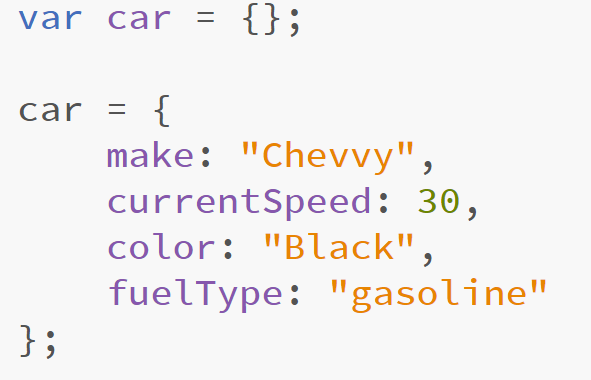 var car = {};

car = {
    make: "Chevvy",
    currentSpeed: 30,
    color: "Black",
    fuelType: "gasoline"
};